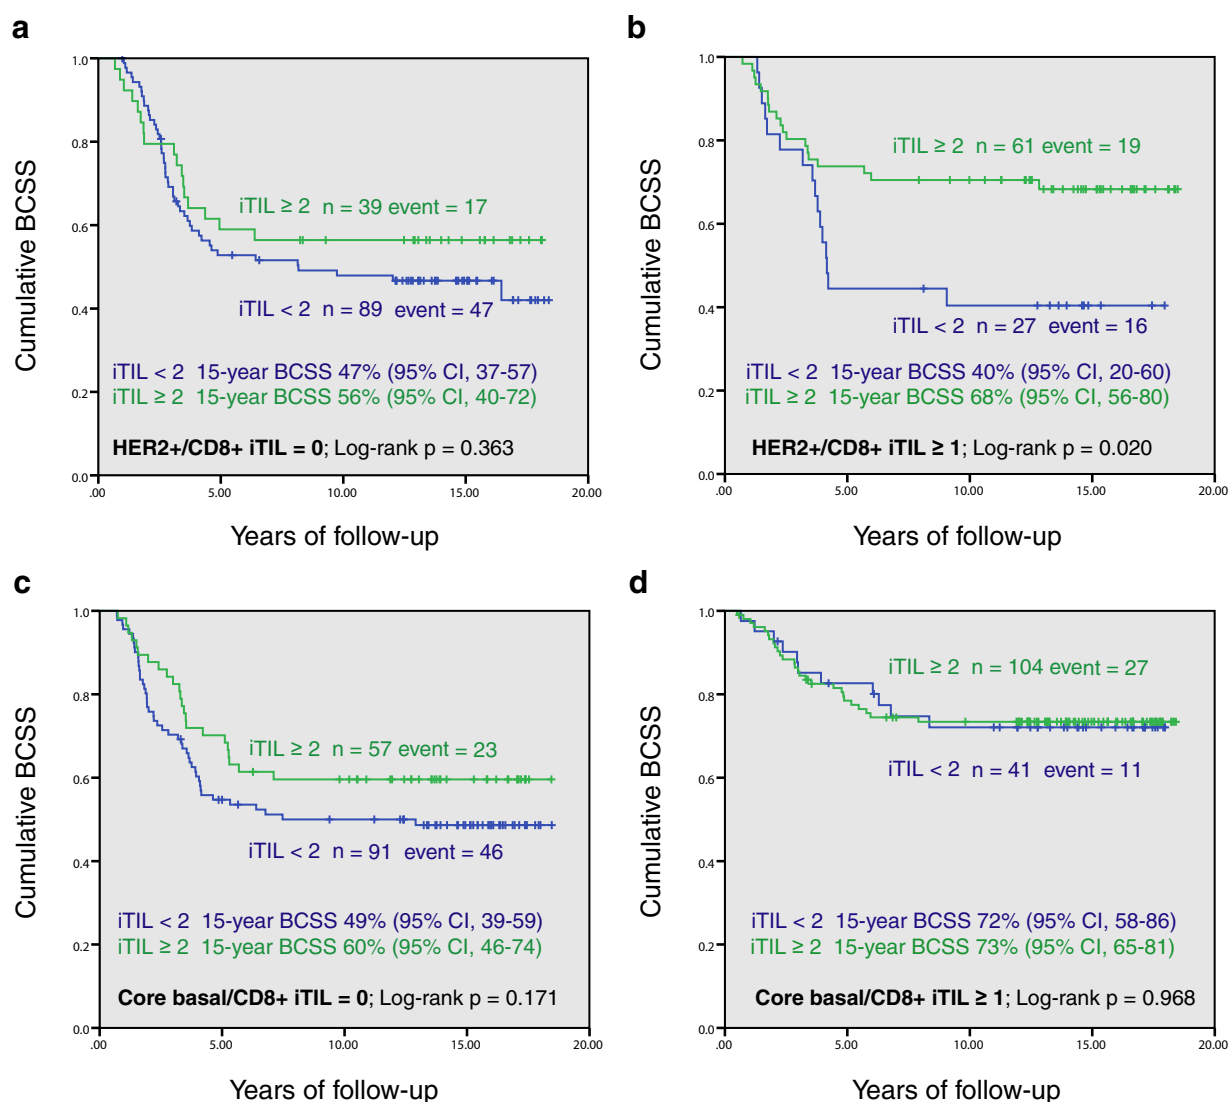 a
Cumulative BCSS
1.0
0.8
0.6
0.4
0.2
0.0
iTIL ≥ 2 n = 39 event = 17
iTIL < 2 n = 89 event = 47
iTIL < 2 15-year BCSS 47% (95% CI, 37-57)
iTIL ≥ 2 15-year BCSS 56% (95% CI, 40-72)
HER2+/CD8+ iTIL = 0; Log-rank p = 0.363
.00 5.00 10.00 15.00 20.00
Years of follow-up
b
Cumulative BCSS
1.0
0.8
0.6
0.4
0.2
0.0
iTIL ≥ 2 n = 61 event = 19
iTIL < 2 n = 27 event = 16
iTIL < 2 15-year BCSS 40% (95% CI, 20-60)
iTIL ≥ 2 15-year BCSS 68% (95% CI, 56-80)
HER2+/CD8+ iTIL ≥ 1; Log-rank p = 0.020
.00 5.00 10.00 15.00 20.00
Years of follow-up
c
Cumulative BCSS
1.0
0.8
0.6
0.4
0.2
0.0
iTIL ≥ 2 n = 57 event = 23
iTIL < 2 n = 91 event = 46
iTIL < 2 15-year BCSS 49% (95% CI, 39-59)
iTIL ≥ 2 15-year BCSS 60% (95% CI, 46-74)
Core basal/CD8+ iTIL = 0; Log-rank p = 0.171
.00 5.00 10.00 15.00 20.00
Years of follow-up
d
Cumulative BCSS
1.0
0.8
0.6
0.4
0.2
0.0
iTIL ≥ 2 n = 104 event = 27
iTIL < 2 n = 41 event = 11
iTIL < 2 15-year BCSS 72% (95% CI, 58-86)
iTIL ≥ 2 15-year BCSS 73% (95% CI, 65-81)
Core basal/CD8+ iTIL ≥ 1; Log-rank p = 0.968
.00 5.00 10.00 15.00 20.00
Years of follow-up